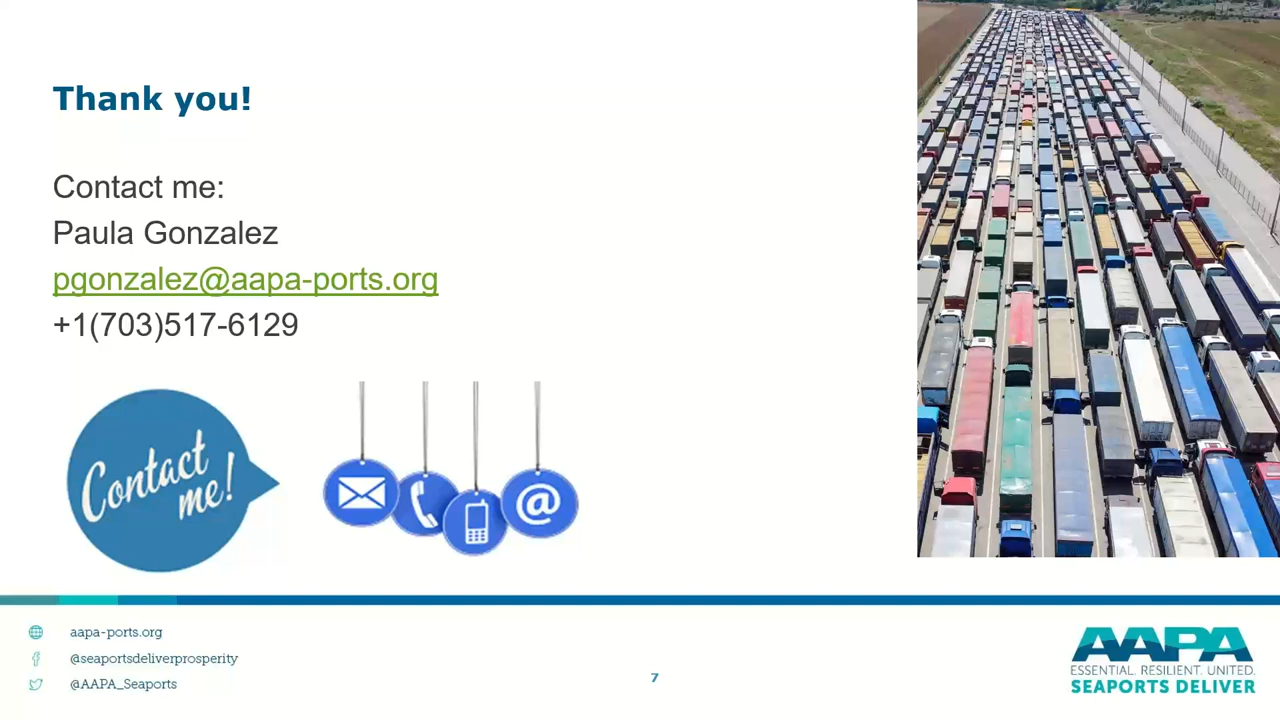 Thank you!
Contact me:
Paula Gonzalez
pgonzalez@aapa-ports.org
+1(703)517-6129
Contact
me!
@
aapa-ports.org
@seaportsdeliverprosperity
@AAPA_Seaports
7
AAPA
ESSENTIAL. RESILIENT. UNITED.
SEAPORTS DELIVER